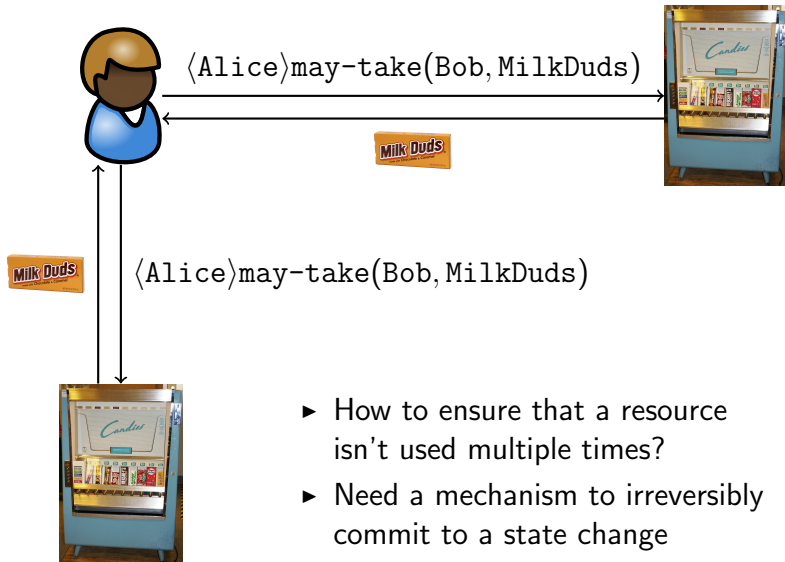 ⟨Alice⟩may-take(Bob, MilkDuds)
Candies
Milk Duds
Milk Duds
⟨Alice⟩may-take(Bob, MilkDuds)
Candies
▸ How to ensure that a resource
isn't used multiple times?
▸ Need a mechanism to irreversibly
commit to a state change